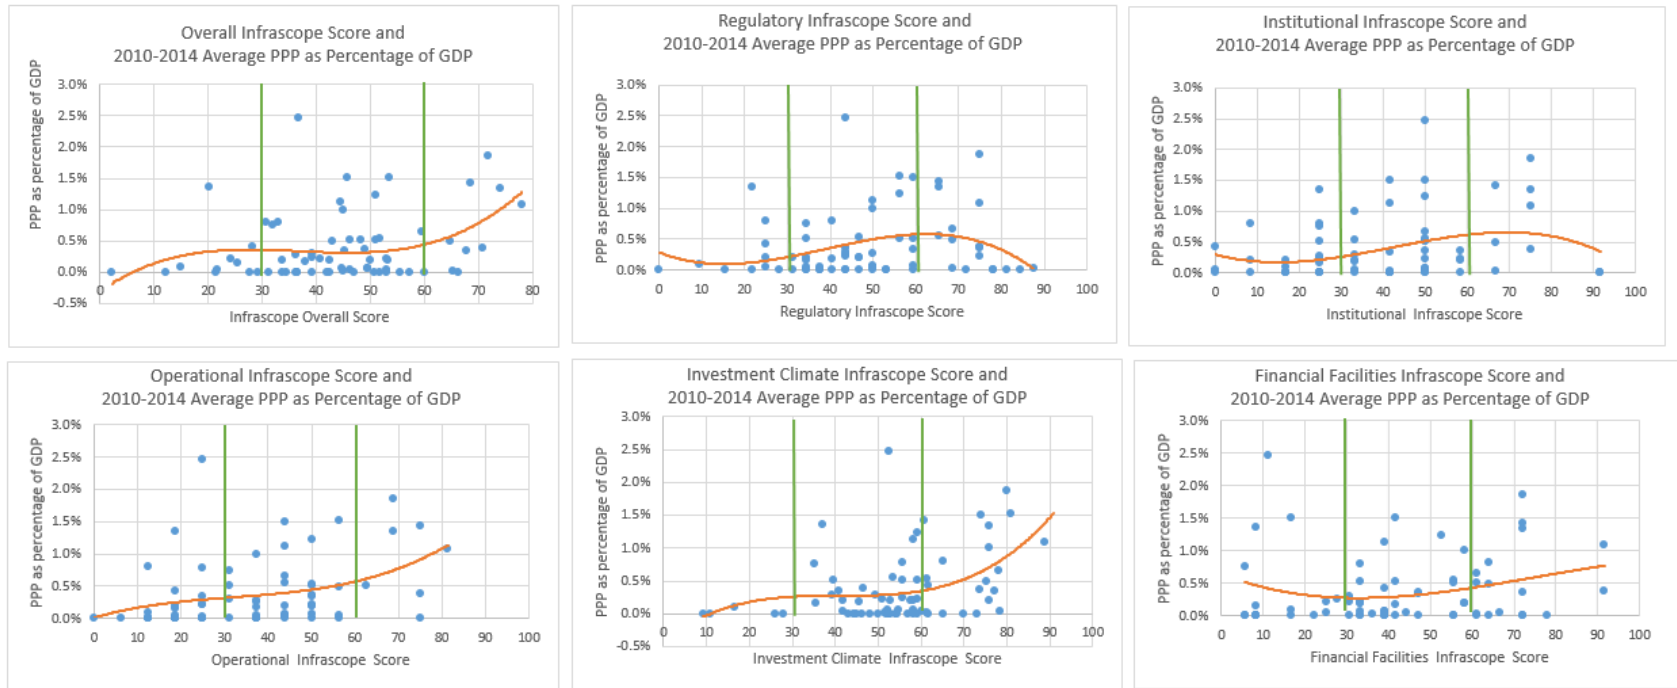 Overall Infrascope Score and
2010-2014 Average PPP as Percentage of GDP
PPP as percentage of GDP
3.0%
2.5%
2.0%
1.5%
1.0%
0.5%
0.0%
-0.5%
0 10 20 30 40 50 60 70 80
Infrascope Overall Score
Regulatory Infrascope Score and
2010-2014 Average PPP as Percentage of GDP
PPP as percentage of GDP
3.0%
2.5%
2.0%
1.5%
1.0%
0.5%
0.0%
0 10 20 30 40 50 60 70 80 90 100
Regulatory Infrascope Score
Institutional Infrascope Score and
2010-2014 Average PPP as Percentage of GDP
PPP as percentage of GDP
3.0%
2.5%
2.0%
1.5%
1.0%
0.5%
0.0%
0 10 20 30 40 50 60 70 80 90 100
Institutional Infrascope Score
Operational Infrascope Score and
2010-2014 Average PPP as Percentage of GDP
PPP as percentage of GDP
3.0%
2.5%
2.0%
1.5%
1.0%
0.5%
0.0%
0 10 20 30 40 50 60 70 80 90 100
Operational Infrascope Score
Investment Climate Infrascope Score and
2010-2014 Average PPP as Percentage of GDP
PPP as percentage of GDP
3.0%
2.5%
2.0%
1.5%
1.0%
0.5%
0.0%
-0.5%
0 10 20 30 40 50 60 70 80 90 100
Investment Climate Infrascope Score
Financial Facilities Infrascope Score and
2010-2014 Average PPP as Percentage of GDP
PPP as percentage of GDP
3.0%
2.5%
2.0%
1.5%
1.0%
0.5%
0.0%
0 10 20 30 40 50 60 70 80 90 100
Financial Facilities Infrascope Score